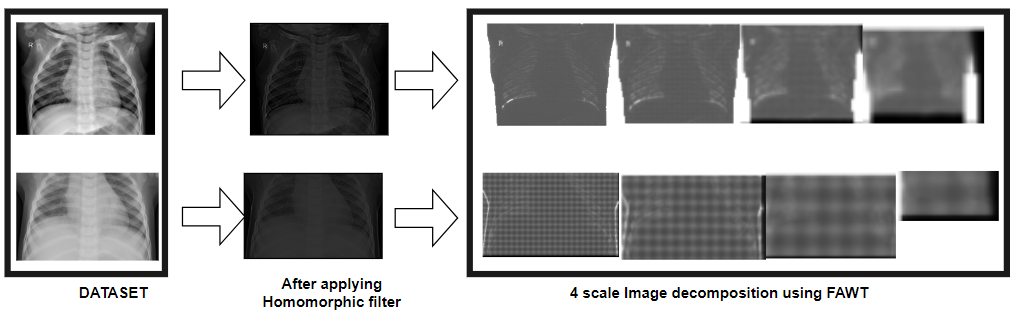 R
R
R
R
R
R
DATASET
After applying
Homomorphic filter
4 scale Image decomposition using FAWT